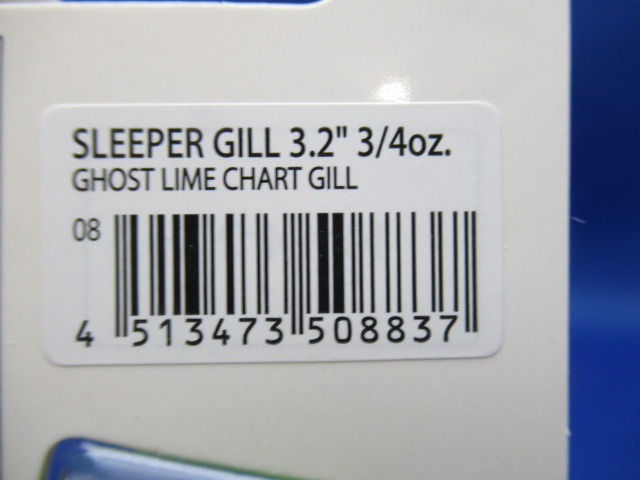 SLEEPER GILL 3.2" 3/4oz.
GHOST LIME CHART GILL
08
4 513473 508837